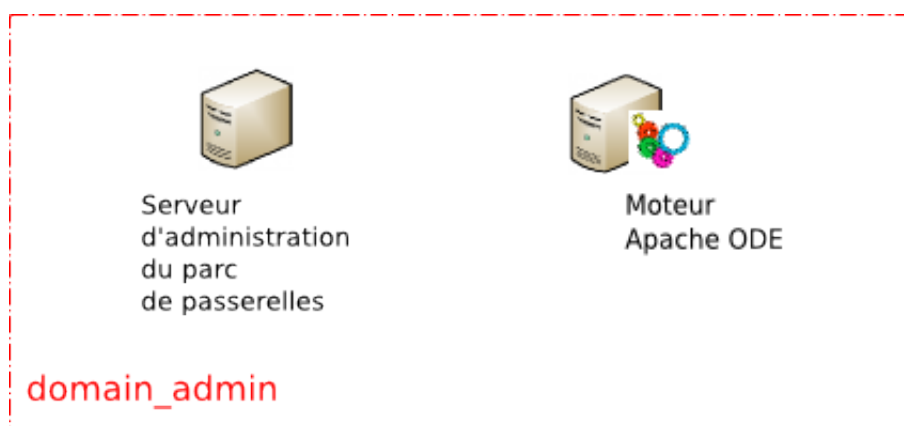 Serveur
d'administration
du parc
de passerelles
Moteur
Apache ODE
domain_admin